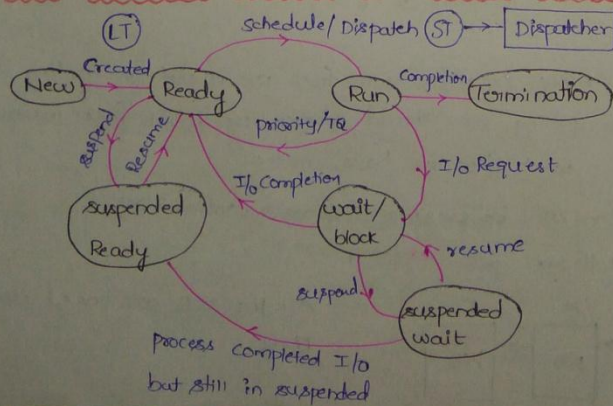 LT
schedule/ Dispatch
ST
Dispatcher
Created
Completion
New
Ready
Run
Termination
suspend
Resume
priority/TQ
I/o Completion
I/o Request
suspended
Ready
wait/
block
resume
suspend
suspended
wait
process completed I/o
but still in suspended